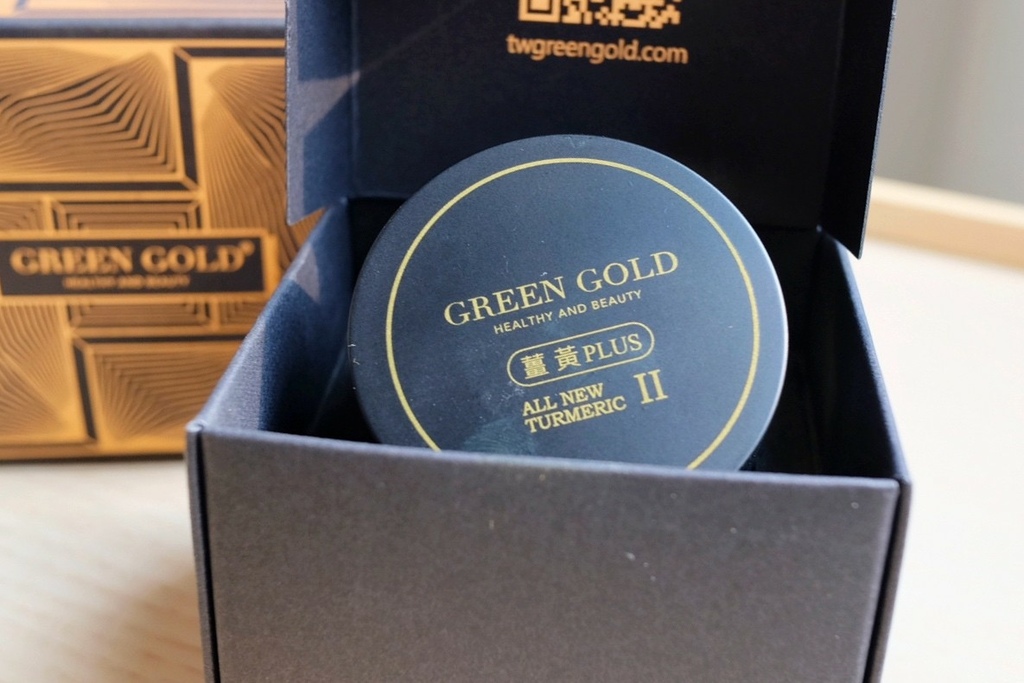 twgreengold.com
GREEN GOLD
HEALTHY AND BEAUTY
薑黃PLUS
ALL NEW
TURMERIC II
GREEN GOLD®
HEALTHY AND BEAUTY